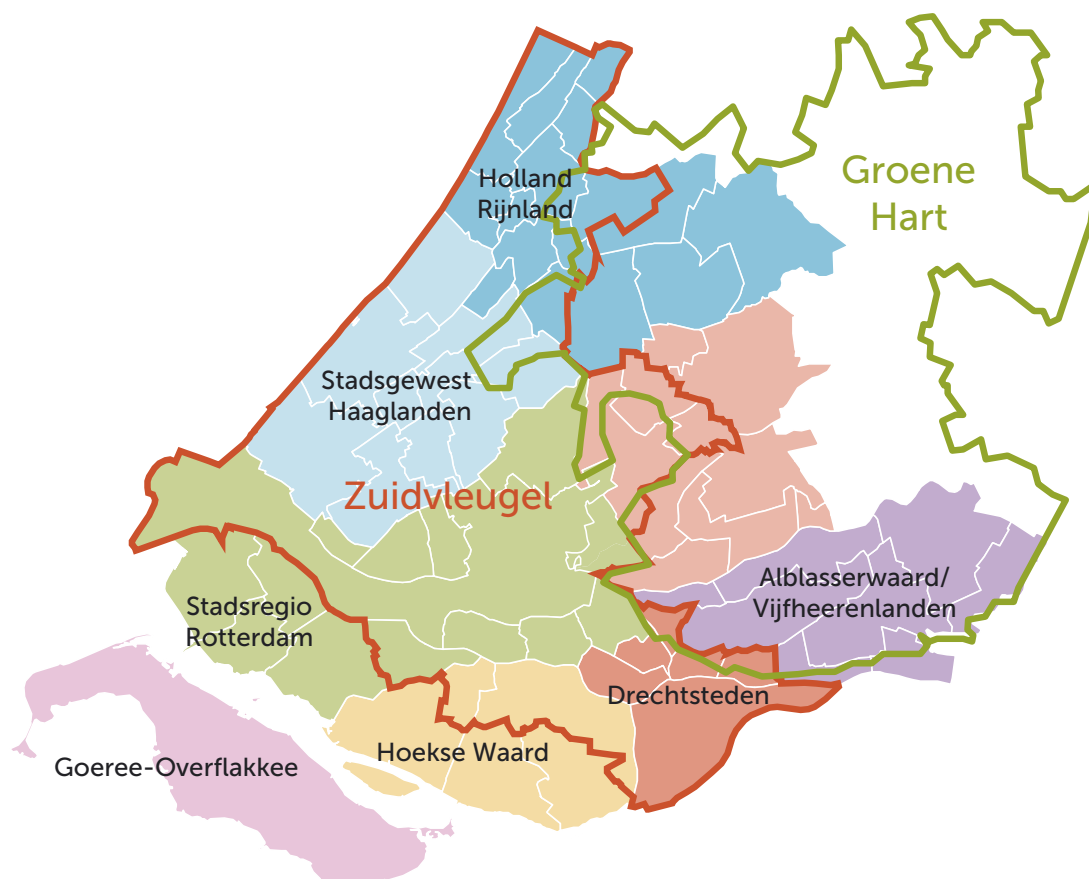 Groene
Hart
Holland
Rijnland
Stadsgewest
Haaglanden
Zuidvleugel
Alblasserwaard/
Vijfheerenlanden
Stadsregio
Rotterdam
Drechtsteden
Hoekse Waard
Goeree-Overflakkee